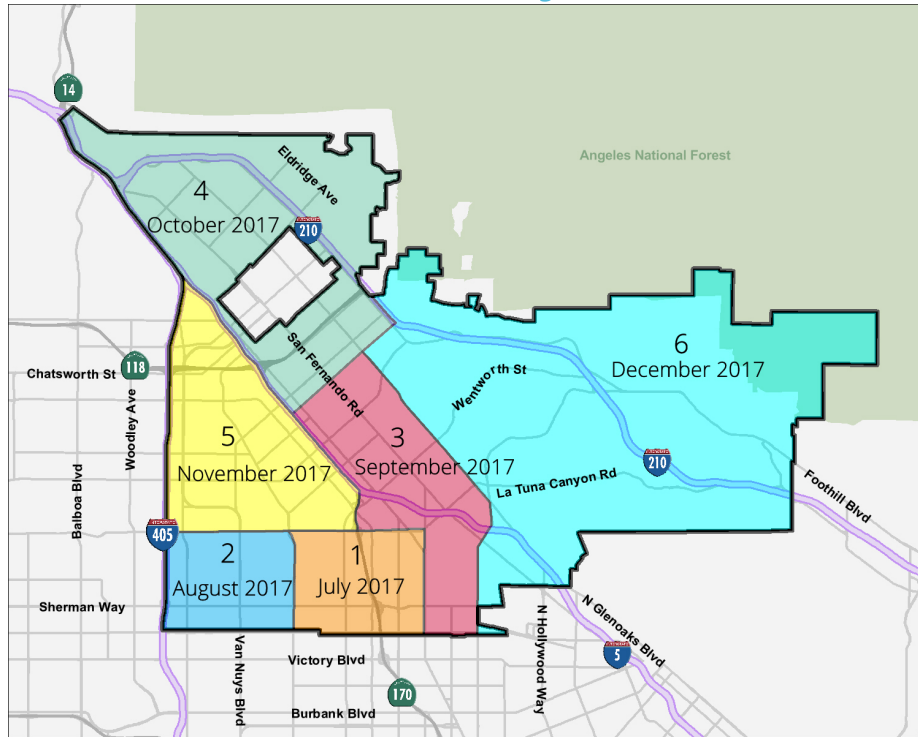 14
Angeles National Forest
Eldridge Ave
4
October 2017
210
San Fernando Rd
6
December 2017
118
Chatsworth St
Woodley Ave
Wentworth St
5
November 2017
3
September 2017
210
La Tuna Canyon Rd
Foothill Blvd
Balboa Blvd
405
2
August 2017
1
July 2017
Sherman Way
N Hollywood Way
N Glenoaks Blvd
Van Nuys Blvd
Victory Blvd
5
170
Burbank Blvd